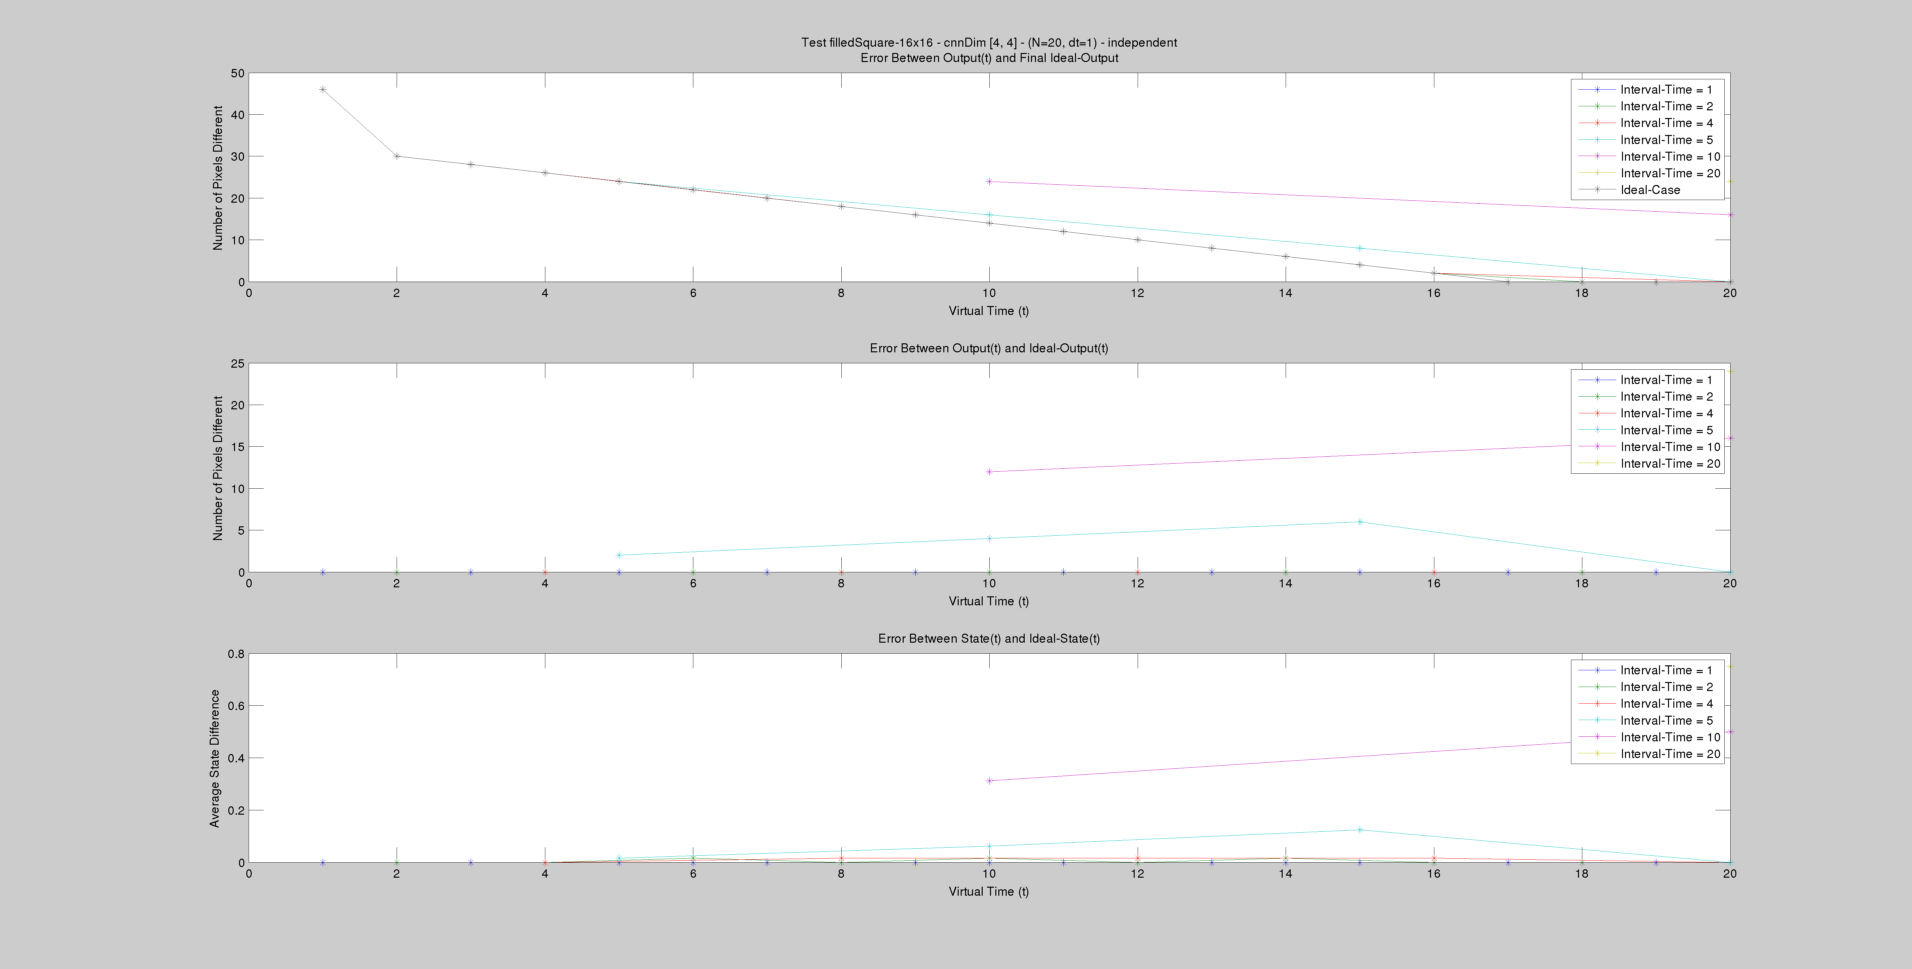 Test filledSquare-16x16 - cnnDim [4, 4] - (N=20, dt=1) - independent
Error Between Output(t) and Final Ideal-Output
Number of Pixels Different
50
40
30
20
10
0
0 2 4 6 8 10 12 14 16 18 20
Virtual Time (t)
Interval-Time = 1
Interval-Time = 2
Interval-Time = 4
Interval-Time = 5
Interval-Time = 10
Interval-Time = 20
Ideal-Case
Error Between Output(t) and Ideal-Output(t)
Number of Pixels Different
25
20
15
10
5
0
0 2 4 6 8 10 12 14 16 18 20
Virtual Time (t)
Interval-Time = 1
Interval-Time = 2
Interval-Time = 4
Interval-Time = 5
Interval-Time = 10
Interval-Time = 20
Error Between State(t) and Ideal-State(t)
Average State Difference
0.8
0.6
0.4
0.2
0
0 2 4 6 8 10 12 14 16 18 20
Virtual Time (t)
Interval-Time = 1
Interval-Time = 2
Interval-Time = 4
Interval-Time = 5
Interval-Time = 10
Interval-Time = 20